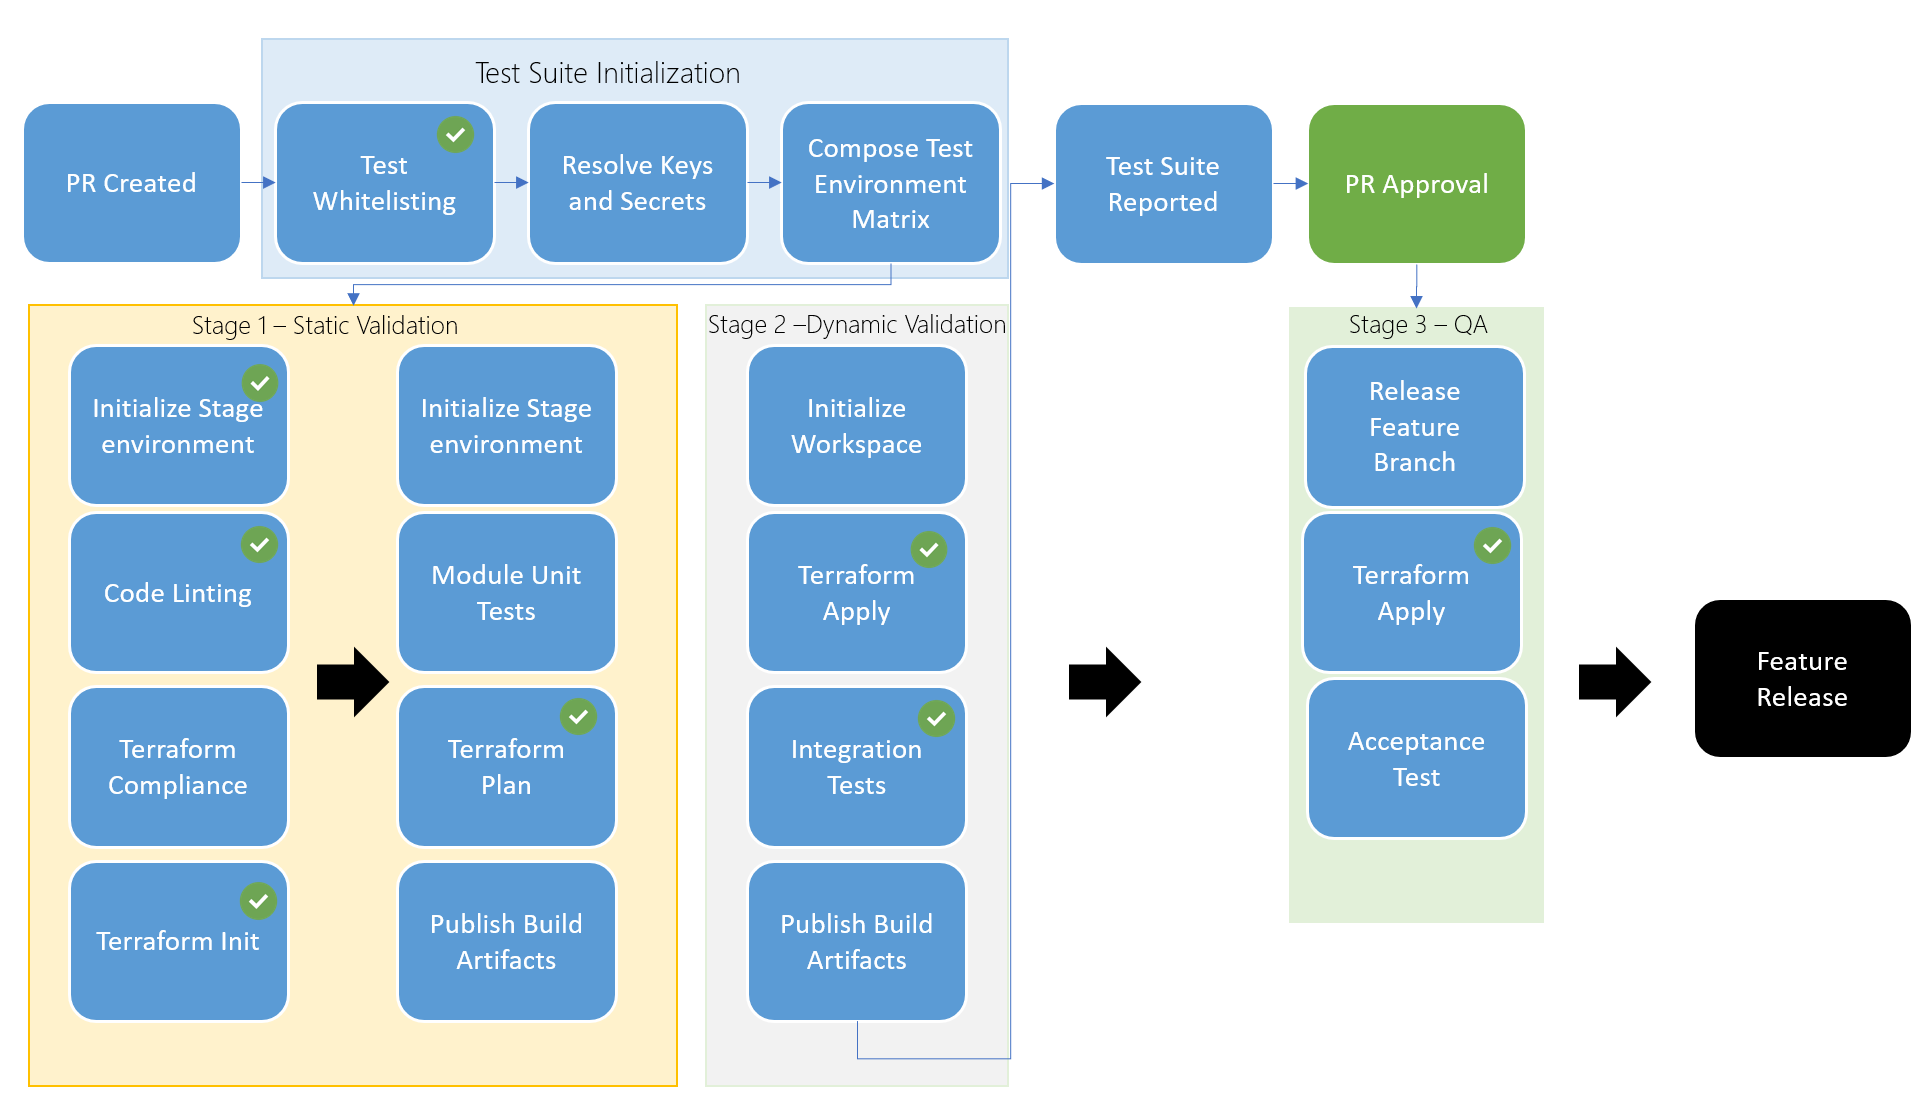 Test Suite Initialization
PR Created
Test
Whitelisting
Resolve Keys
and Secrets
Compose Test
Environment
Matrix
Test Suite
Reported
PR Approval
Stage 1 – Static Validation
Initialize Stage
environment
Code Linting
Terraform
Compliance
Terraform Init
Initialize Stage
environment
Module Unit
Tests
Terraform
Plan
Publish Build
Artifacts
Stage 2 –Dynamic Validation
Initialize
Workspace
Terraform
Apply
Integration
Tests
Publish Build
Artifacts
Stage 3 – QA
Release
Feature
Branch
Terraform
Apply
Acceptance
Test
Feature
Release